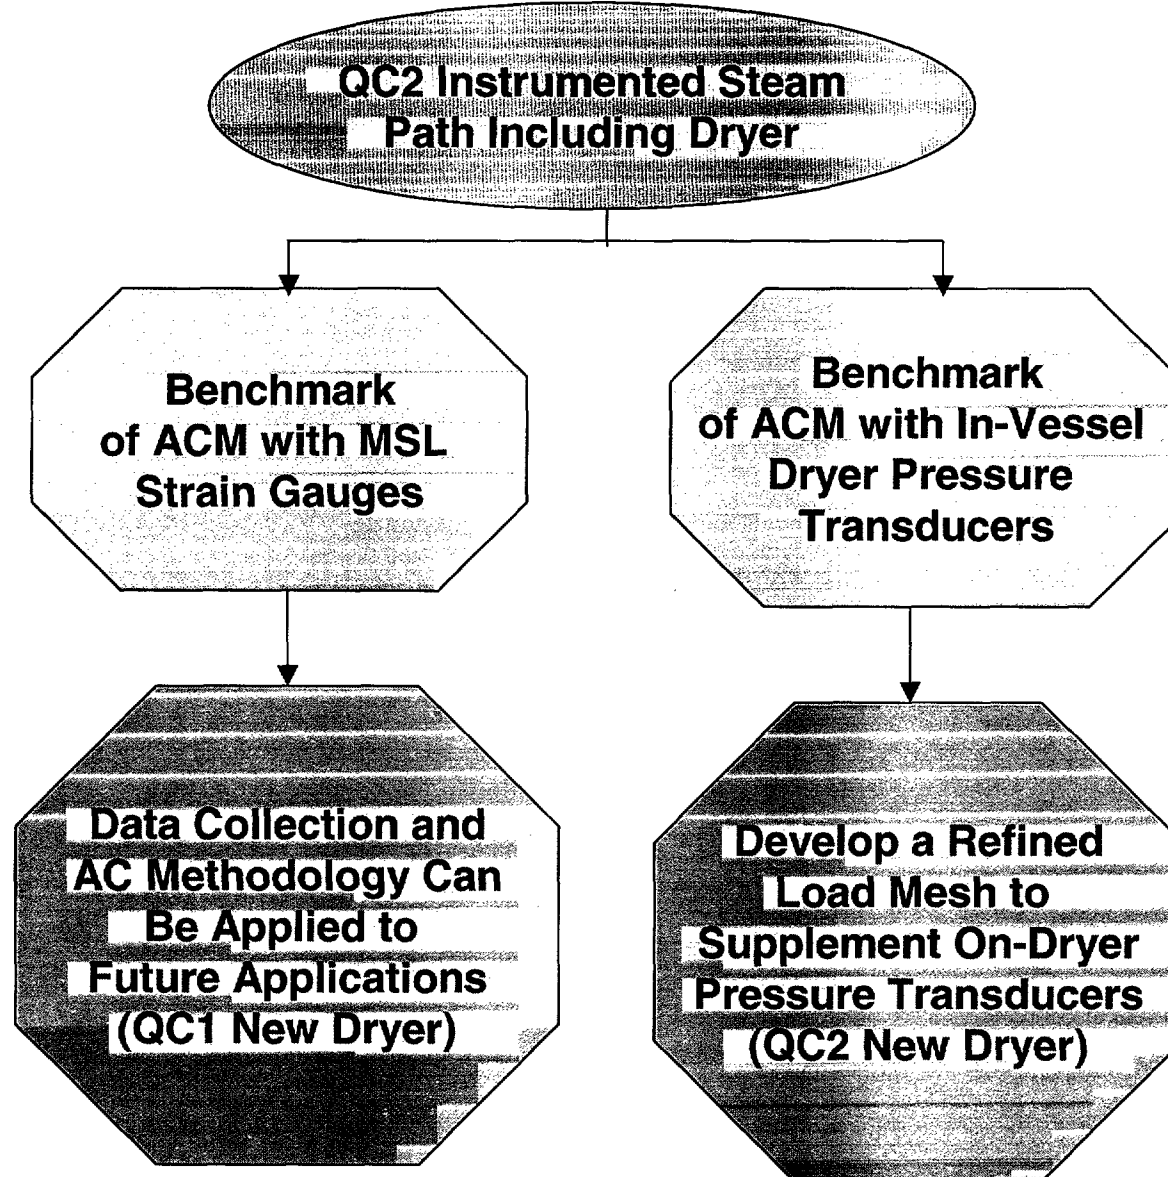 QC2 Instrumented Steam
Path Including Dryer
Benchmark
of ACM with MSL
Strain Gauges
Benchmark
of ACM with In-Vessel
Dryer Pressure
Transducers
Data Collection and
AC Methodology Can
Be Applied to
Future Applications
(QC1 New Dryer)
Develop a Refined
Load Mesh to
Supplement On-Dryer
Pressure Transducers
(QC2 New Dryer)